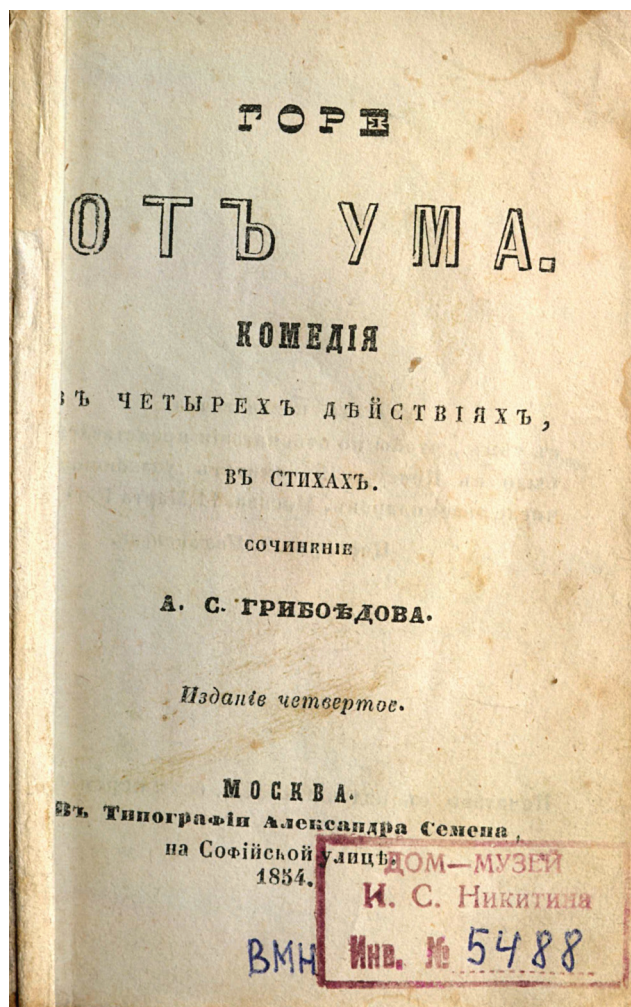 ГОРЕ
ОТЪ УМА.
КОМЕДІЯ
ВЪ ЧЕТЫРЕХЪ ДѢЙСТВІЯХЪ,
ВЪ СТИХАХЪ.
СОЧИНЕНІЕ
А. С. ГРИБОѢДОВА.
Изданіе четвертое.
МОСКВА.
Въ Типографіи Александра Семена,
на Софійской улицѣ.
1854.
ДОМ—МУЗЕЙ
И. С. Никитина
ВМН Инв. № 5488